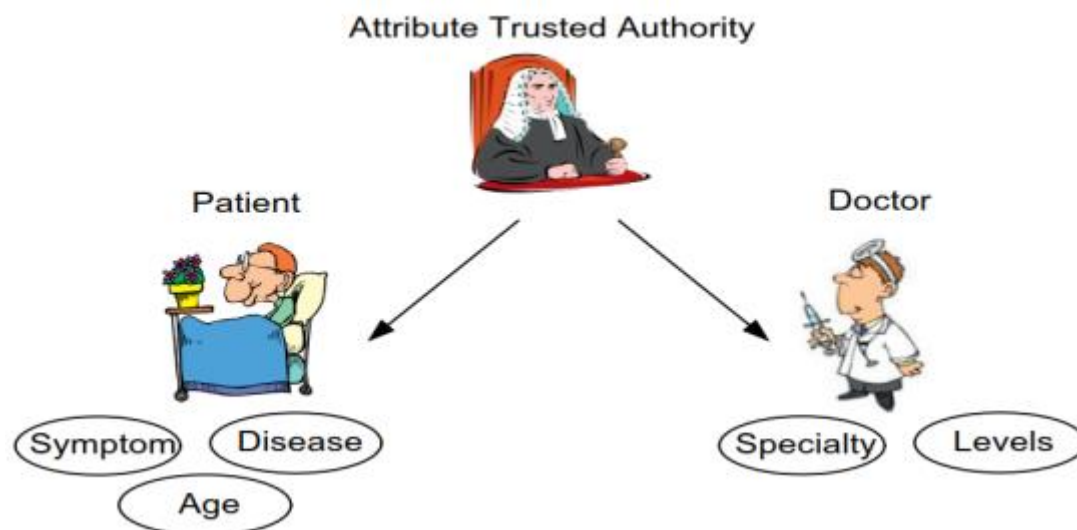 Attribute Trusted Authority
Patient
Doctor
Symptom
Disease
Age
Specialty
Levels